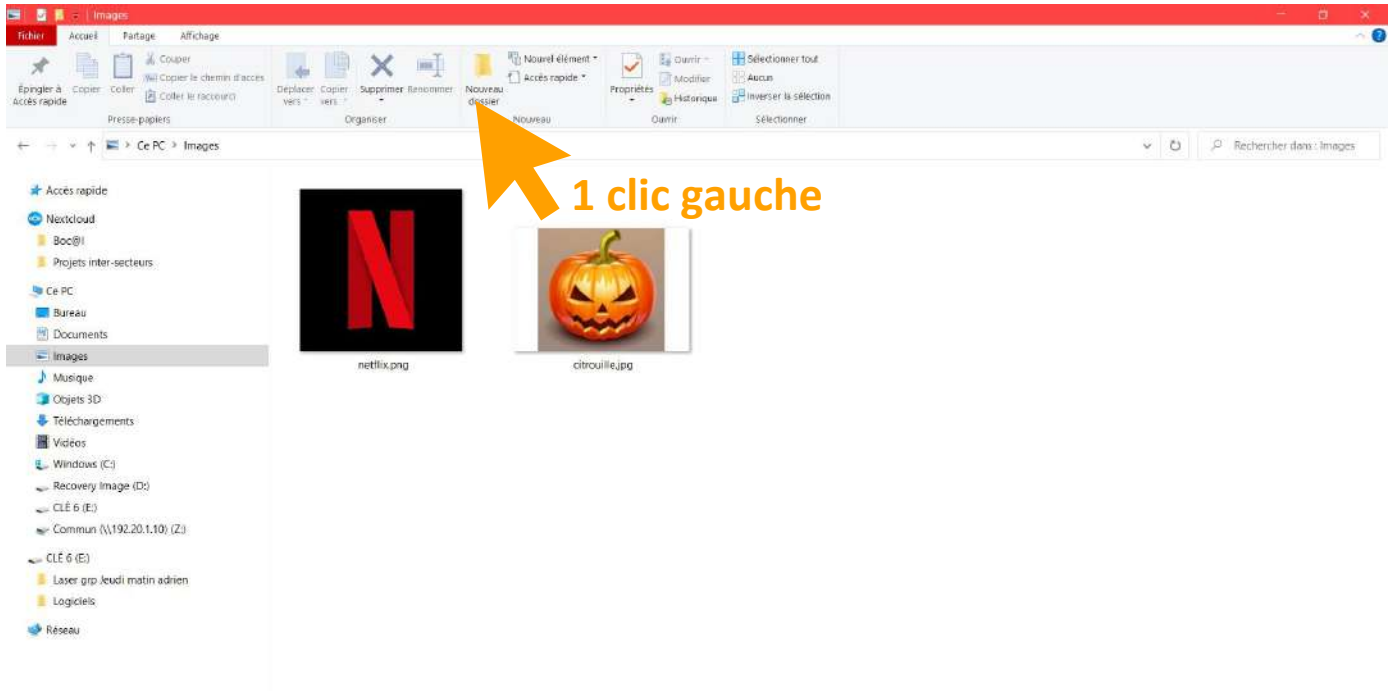 Images
Fichier Accueil Partage Affichage
Épingler à
Accès rapide
Copier
Coller
Couper
Copier le chemin d'accès
Coller le raccourci
Presse-papiers
Déplacer
vers
Copier
vers
Supprimer
Renommer
Organiser
Nouveau
dossier
Nouvel élément
Accès rapide
Nouveau
Propriétés
Ouvrir
Modifier
Historique
Ouvrir
Sélectionner tout
Aucun
Inverser la sélection
Sélectionner
Ce PC > Images
Rechercher dans : Images
1 clic gauche
Accès rapide
Nextcloud
Boc@l
Projets inter-secteurs
Ce PC
Bureau
Documents
Images
Musique
Objets 3D
Téléchargements
Vidéos
Windows (C:)
Recovery Image (D:)
CLÉ 6 (E:)
Commun (\\192.20.1.10) (Z:)
CLÉ 6 (E:)
Laser grp Jeudi matin adrien
Logiciels
Réseau
N
netflix.png
citrouille.jpg